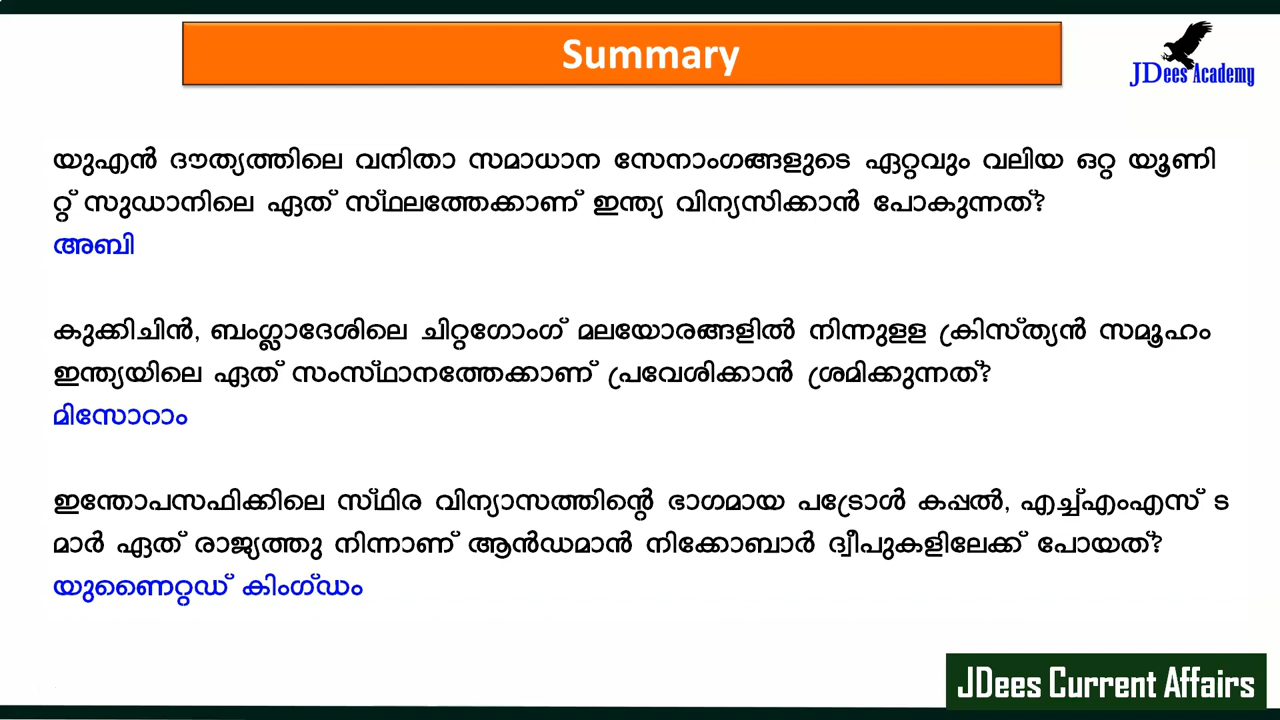 Summary
JDees Academy
യുഎൻ ദൗത്യത്തിലെ വനിതാ സമാധാന സേനാംഗങ്ങളുടെ ഏറ്റവും വലിയ ഒറ്റ യൂണി
റ്റ് സുഡാനിലെ ഏത് സ്ഥലത്തേക്കാണ് ഇന്ത്യ വിന്യസിക്കാൻ പോകുന്നത്?
അബി
കുക്കിചിൻ, ബംഗ്ലാദേശിലെ ചിറ്റഗോംഗ് മലയോരങ്ങളിൽ നിന്നുളള ക്രിസ്ത്യൻ സമൂഹം
ഇന്ത്യയിലെ ഏത് സംസ്ഥാനത്തേക്കാണ് പ്രവേശിക്കാൻ ശ്രമിക്കുന്നത്?
മിസോറാം
ഇന്തോപസഫിക്കിലെ സ്ഥിര വിന്യാസത്തിന്റെ ഭാഗമായ പട്രോൾ കപ്പൽ, എച്ച്എംഎസ് ട
മാർ ഏത് രാജ്യത്തു നിന്നാണ് ആൻഡമാൻ നിക്കോബാർ ദ്വീപുകളിലേക്ക് പോയത്?
യുണൈറ്റഡ് കിംഗ്ഡം
JDees Current Affairs